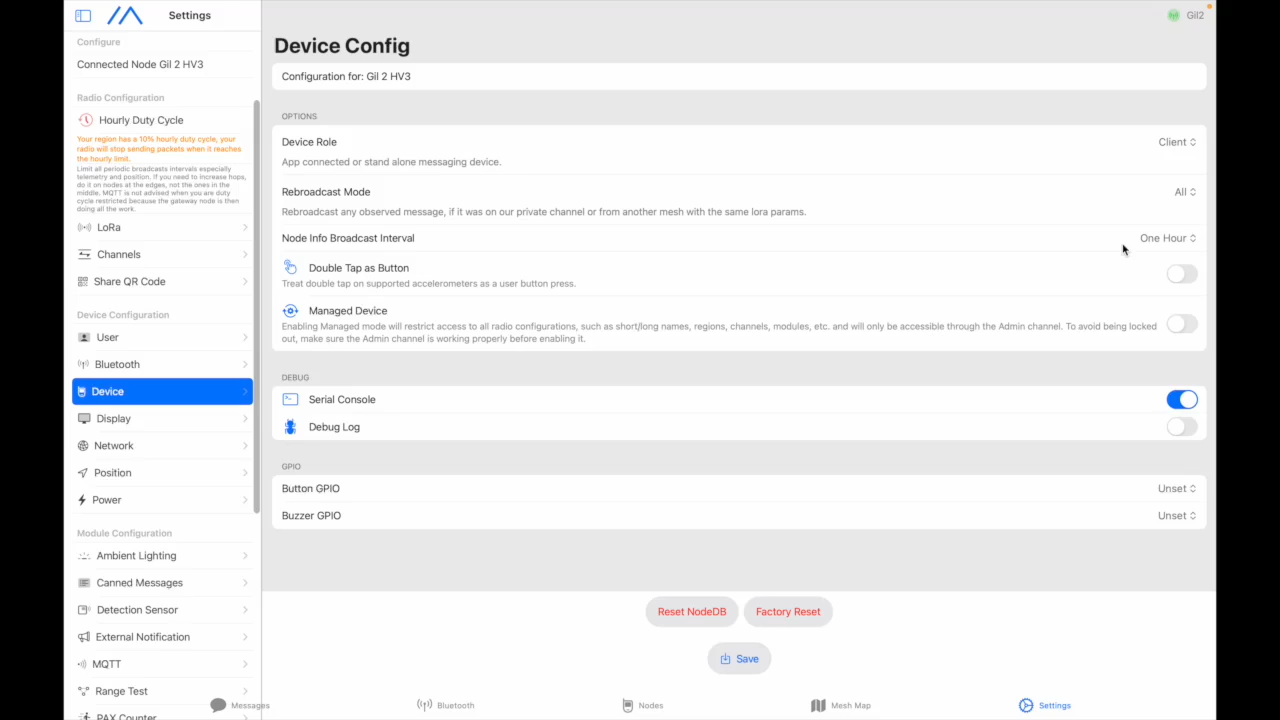 Settings
Gil2
Configure
Connected Node Gil 2 HV3
Radio Configuration
Hourly Duty Cycle
Your region has a 10% hourly duty cycle, your
radio will stop sending packets when it reaches
the hourly limit.
Limit all periodic broadcasts intervals especially
telemetry and position. If you need to increase hops,
do it on nodes at the edges, not the ones in the
middle. MQTT is not advised when you are duty
cycle restricted because the gateway node is then
doing all the work.
LoRa
Channels
Share QR Code
Device Configuration
User
Bluetooth
Device
Display
Network
Position
Power
Module Configuration
Ambient Lighting
Canned Messages
Detection Sensor
External Notification
MQTT
Range Test
PAX Counter
Device Config
Configuration for: Gil 2 HV3
OPTIONS
Device Role Client
App connected or stand alone messaging device.
Rebroadcast Mode All
Rebroadcast any observed message, if it was on our private channel or from another mesh with the same lora params.
Node Info Broadcast Interval One Hour
Double Tap as Button
Treat double tap on supported accelerometers as a user button press.
Managed Device
Enabling Managed mode will restrict access to all radio configurations, such as short/long names, regions, channels, modules, etc. and will only be accessible through the Admin channel. To avoid being locked
out, make sure the Admin channel is working properly before enabling it.
DEBUG
Serial Console
Debug Log
GPIO
Button GPIO Unset
Buzzer GPIO Unset
Reset NodeDB Factory Reset
Save
Messages Bluetooth Nodes Mesh Map Settings